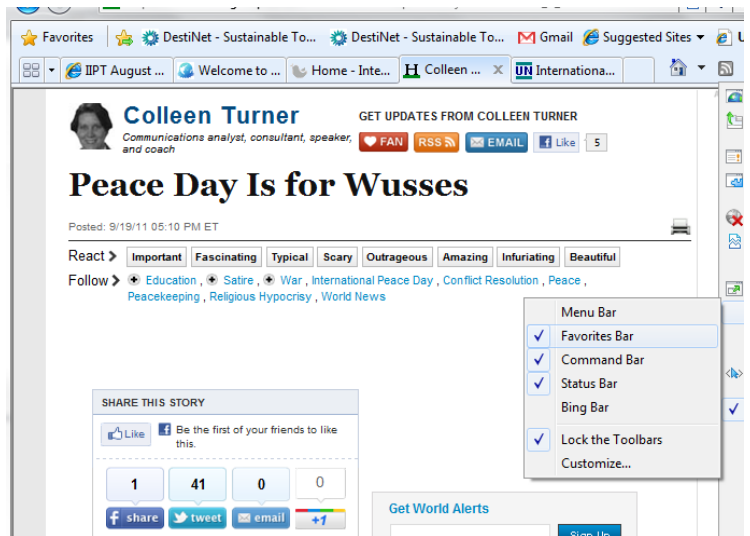 Favorites DestiNet - Sustainable To... DestiNet - Sustainable To... Gmail Suggested Sites
IIPT August ... Welcome to ... Home - Inte... H Colleen ... x UN Internationa...
Colleen Turner
Communications analyst, consultant, speaker,
and coach
GET UPDATES FROM COLLEEN TURNER
FAN RSS EMAIL Like 5
Peace Day Is for Wusses
Posted: 9/19/11 05:10 PM ET
React Important Fascinating Typical Scary Outrageous Amazing Infuriating Beautiful
Follow Education , Satire , War , International Peace Day , Conflict Resolution , Peace ,
Peacekeeping , Religious Hypocrisy , World News
Menu Bar
Favorites Bar
Command Bar
Status Bar
Bing Bar
Lock the Toolbars
Customize...
SHARE THIS STORY
Like Be the first of your friends to like
this.
1 41 0 0
f share tweet email +1
Get World Alerts
Sign Up